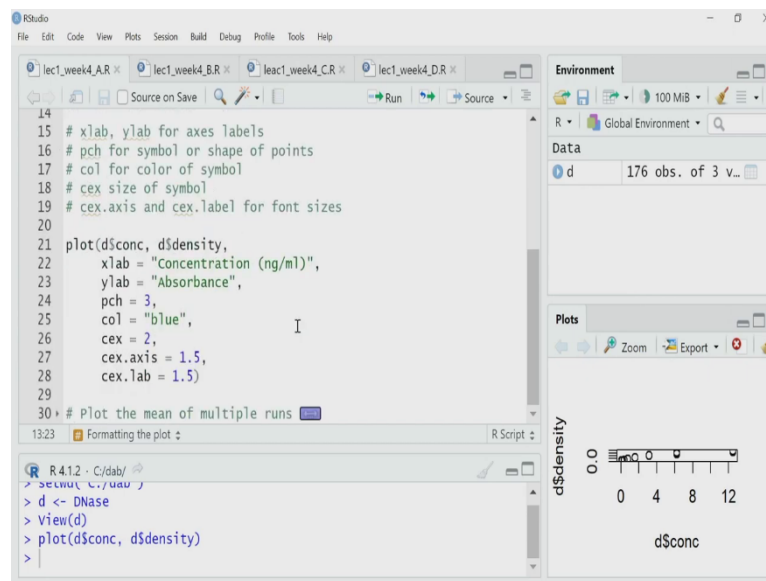 RStudio
File Edit Code View Plots Session Build Debug Profile Tools Help
lec1_week4_A.R
lec1_week4_B.R
leac1_week4_C.R
lec1_week4_D.R
Source on Save
Run
Source
14
15 # xlab, ylab for axes labels
16 # pch for symbol or shape of points
17 # col for color of symbol
18 # cex size of symbol
19 # cex.axis and cex.label for font sizes
20
21 plot(d$conc, d$density,
22 xlab = "Concentration (ng/ml)",
23 ylab = "Absorbance",
24 pch = 3,
25 col = "blue",
26 cex = 2,
27 cex.axis = 1.5,
28 cex.lab = 1.5)
29
30 # Plot the mean of multiple runs
13:23 Formatting the plot R Script
R 4.1.2 · C:/dab/
> setwd("C:/dab")
> d <- DNase
> View(d)
> plot(d$conc, d$density)
>
Environment
100 MiB
R Global Environment
Data
d 176 obs. of 3 v…
Plots
Zoom Export
d$density
0.0
0 4 8 12
d$conc